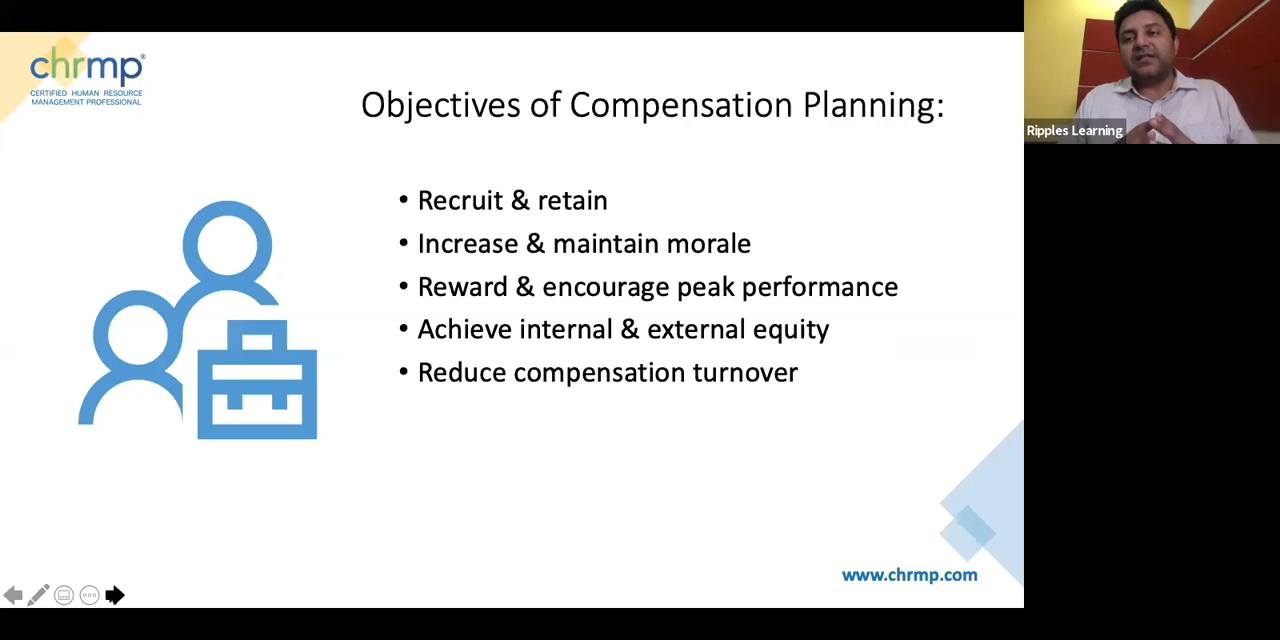 chrmp®
CERTIFIED HUMAN RESOURCE
MANAGEMENT PROFESSIONAL
Objectives of Compensation Planning:
• Recruit & retain
• Increase & maintain morale
• Reward & encourage peak performance
• Achieve internal & external equity
• Reduce compensation turnover
www.chrmp.com
Ripples Learning